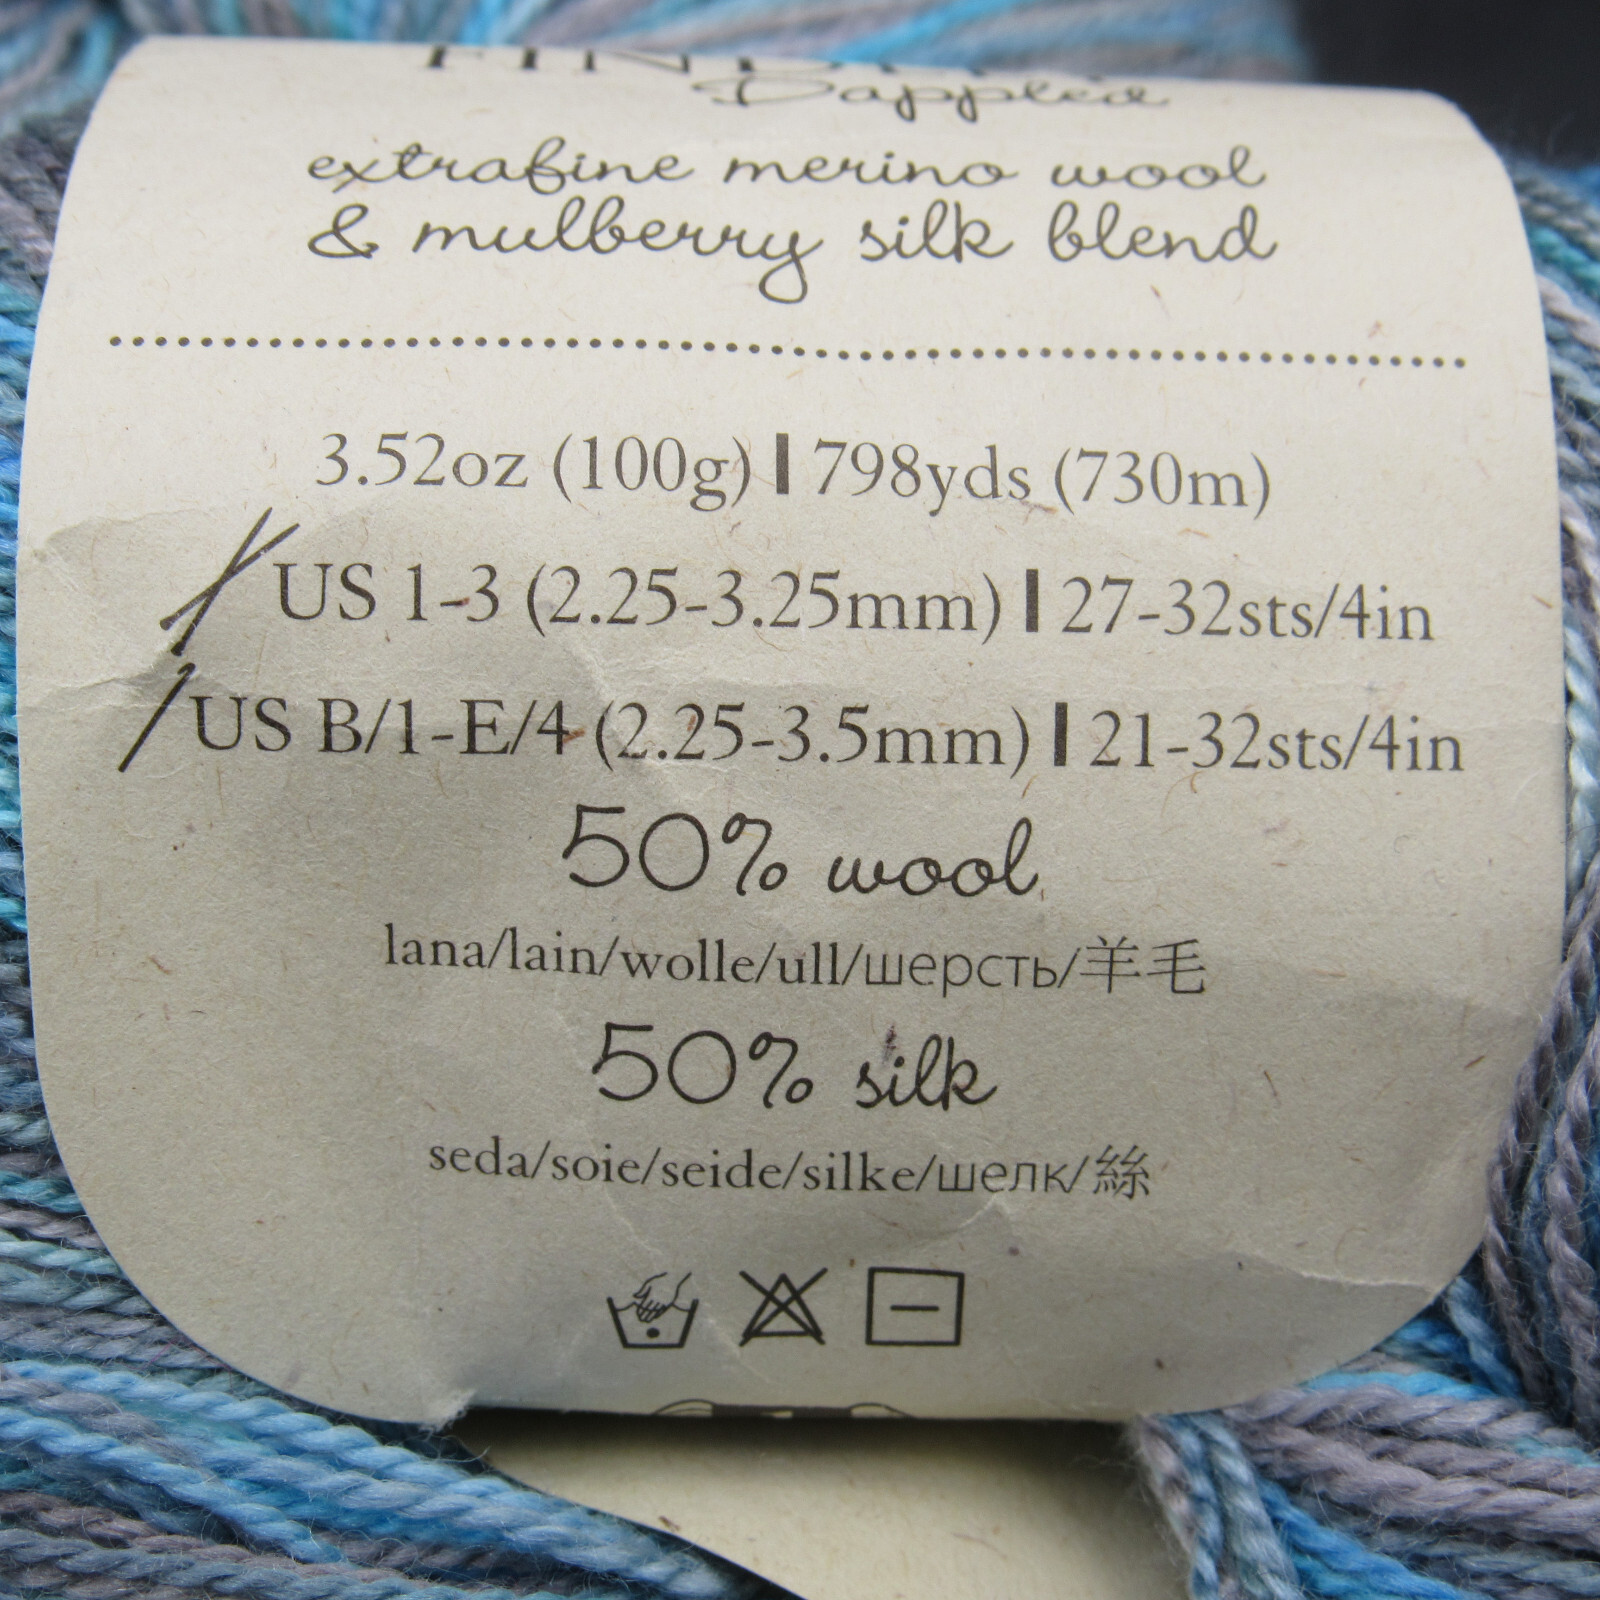 Dappled
extrafine merino wool
& mulberry silk blend
3.52oz (100g) | 798yds (730m)
US 1-3 (2.25-3.25mm) | 27-32sts/4in
US B/1-E/4 (2.25-3.5mm) | 21-32sts/4in
50% wool
lana/lain/wolle/ull/шерсть/羊毛
50% silk
seda/soie/seide/silke/шелк/絲